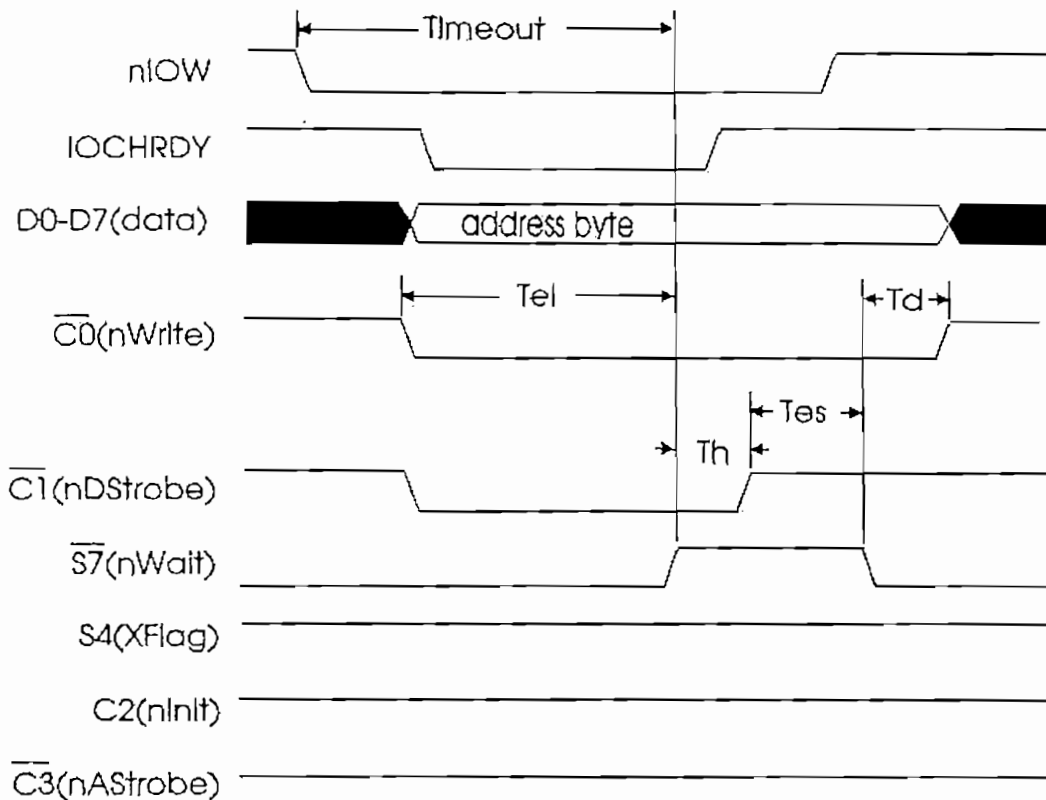 Timeout
nIOW
IOCHRDY
D0-D7(data)
address byte
Tel
Td
C0(nWrite)
Tes
Th
C1(nDStrobe)
S7(nWait)
S4(XFlag)
C2(nInit)
C3(nAStrobe)